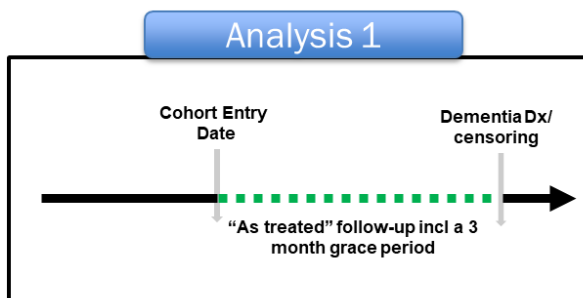 Analysis 1
Cohort Entry
Date
Dementia Dx/
censoring
“As treated” follow-up incl a 3
month grace period